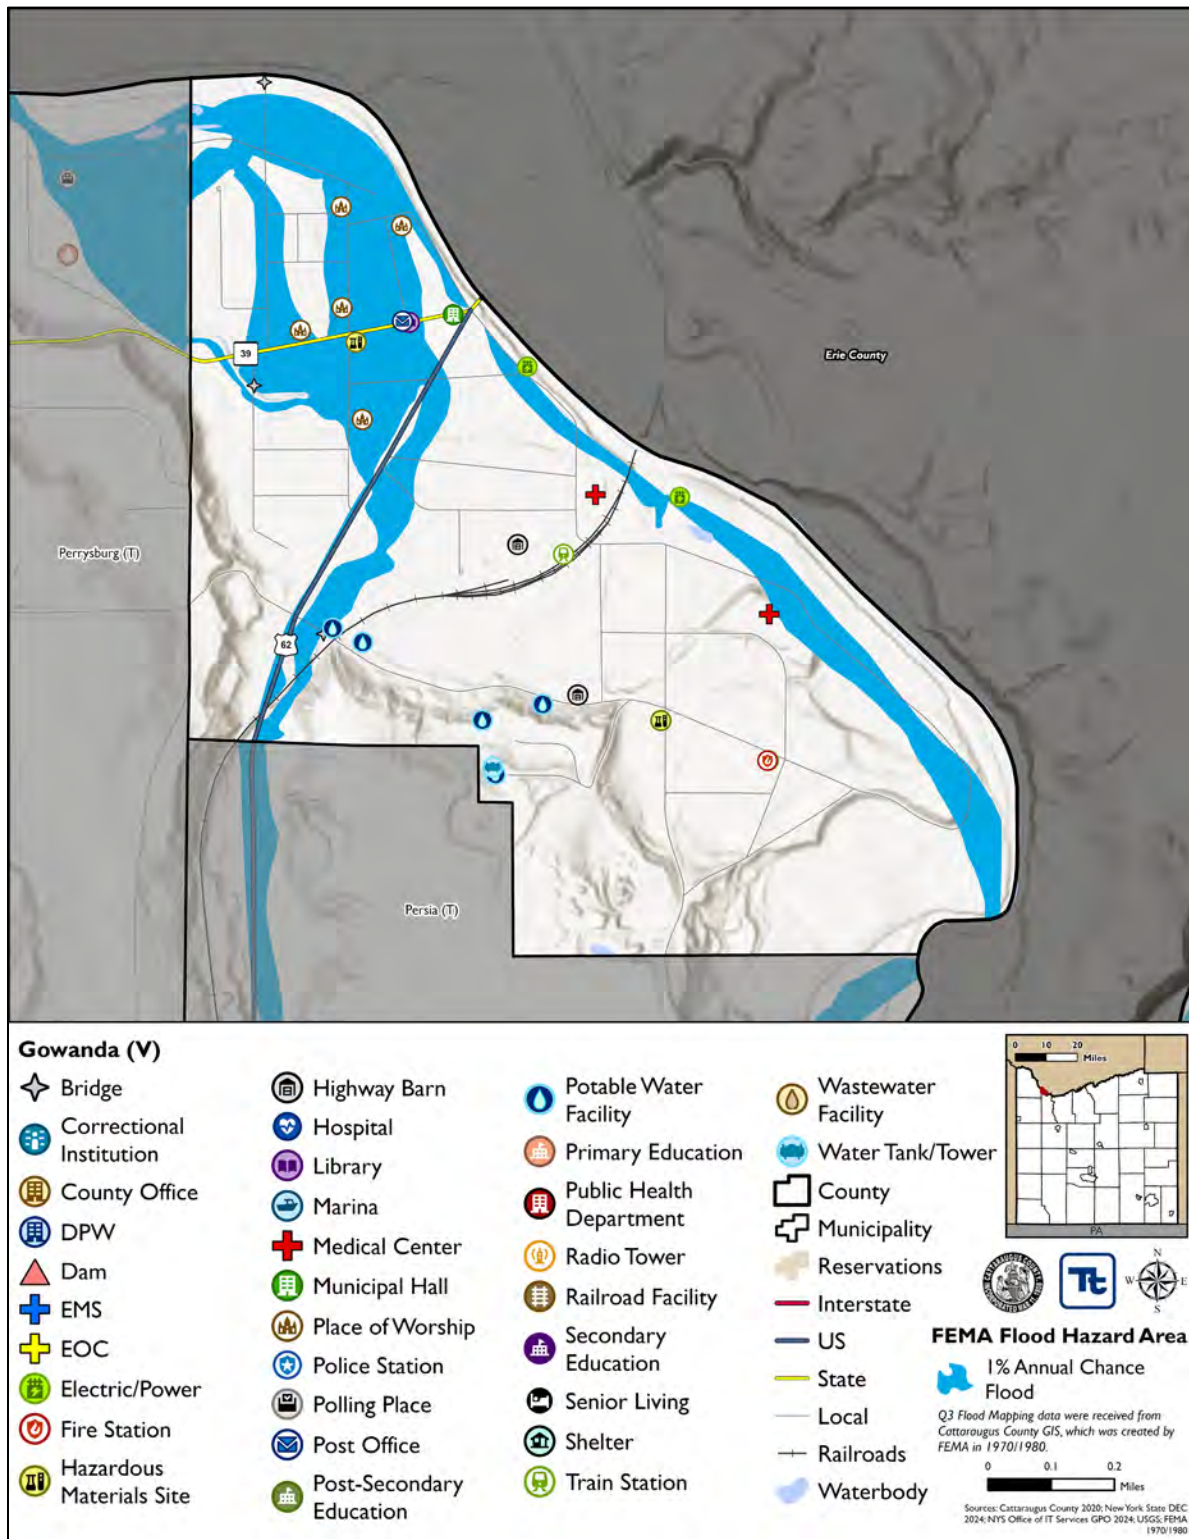 Erie County
39
Perrysburg (T)
62
Persia (T)
Gowanda (V)
Bridge
Correctional
Institution
County Office
DPW
Dam
EMS
EOC
Electric/Power
Fire Station
Hazardous
Materials Site
Highway Barn
Hospital
Library
Marina
Medical Center
Municipal Hall
Place of Worship
Police Station
Polling Place
Post Office
Post-Secondary
Education
Potable Water
Facility
Primary Education
Public Health
Department
Radio Tower
Railroad Facility
Secondary
Education
Senior Living
Shelter
Train Station
Wastewater
Facility
Water Tank/Tower
County
Municipality
Reservations
Interstate
US
State
Local
Railroads
Waterbody
0 10 20
Miles
PA
Tt
N
W E
S
FEMA Flood Hazard Area
1% Annual Chance
Flood
Q3 Flood Mapping data were received from
Cattaraugus County GIS, which was created by
FEMA in 1970/1980.
0 0.1 0.2
Miles
Sources: Cattaraugus County 2020; New York State DEC
2024; NYS Office of IT Services GPO 2024; USGS; FEMA
1970/1980